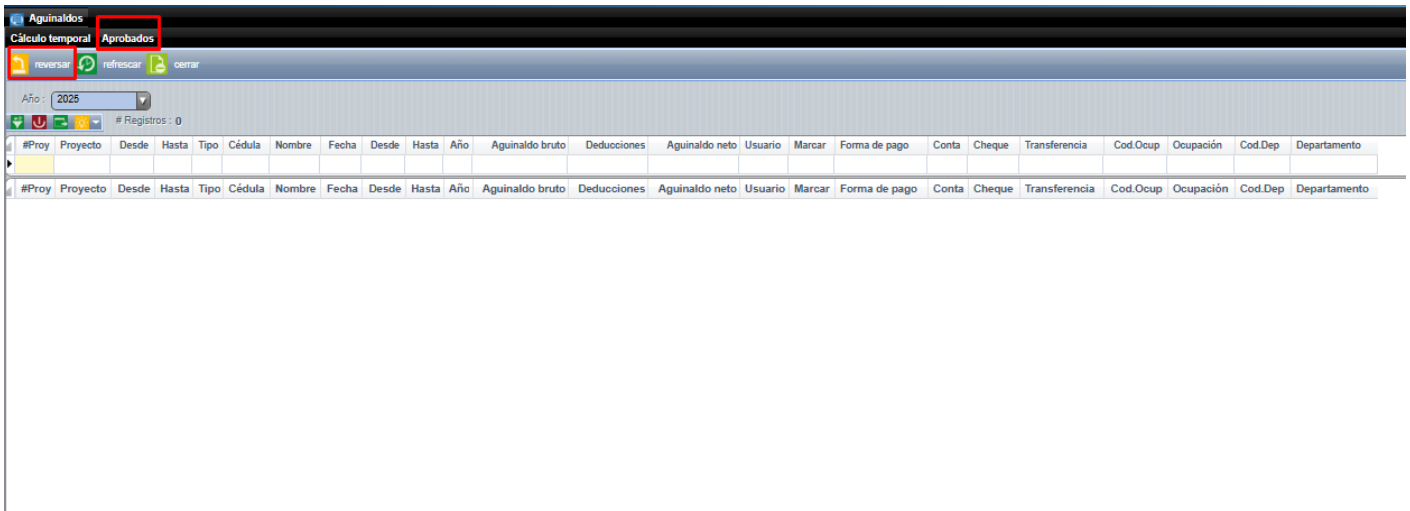 Aguinaldos
Cálculo temporal Aprobados
reversar refrescar cerrar
Año : 2025
# Registros : 0
#Proy Proyecto Desde Hasta Tipo Cédula Nombre Fecha Desde Hasta Año Aguinaldo bruto Deducciones Aguinaldo neto Usuario Marcar Forma de pago Conta Cheque Transferencia Cod.Ocup Ocupación Cod.Dep Departamento
#Proy Proyecto Desde Hasta Tipo Cédula Nombre Fecha Desde Hasta Año Aguinaldo bruto Deducciones Aguinaldo neto Usuario Marcar Forma de pago Conta Cheque Transferencia Cod.Ocup Ocupación Cod.Dep Departamento